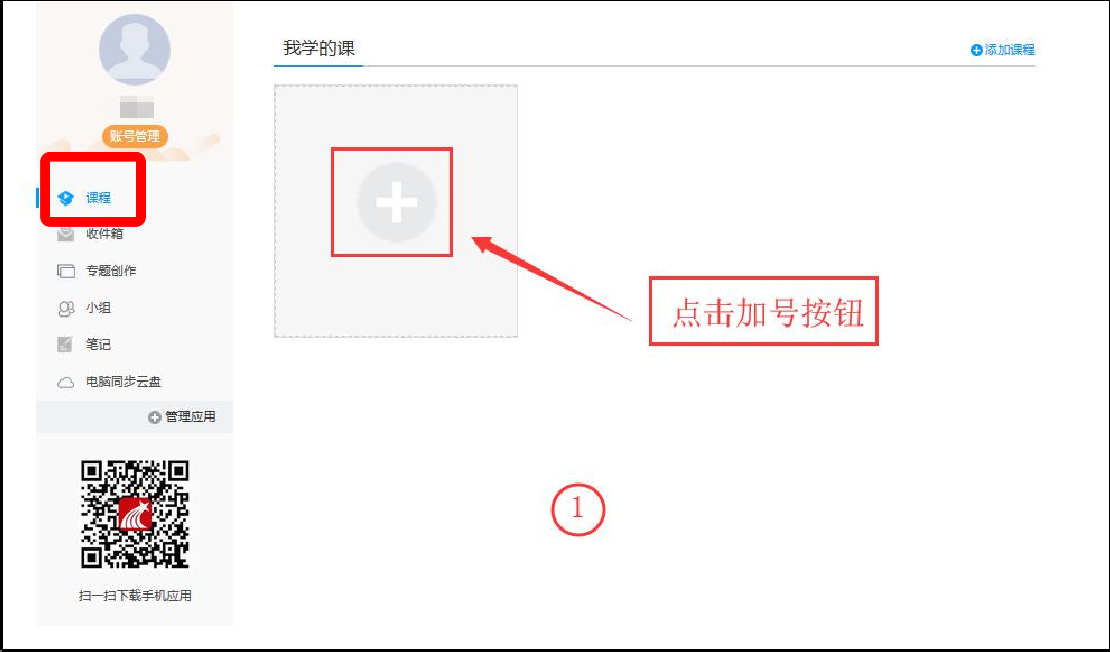 账号管理
课程
收件箱
专题创作
小组
笔记
电脑同步云盘
管理应用
扫一扫下载手机应用
我学的课
添加课程
点击加号按钮
1